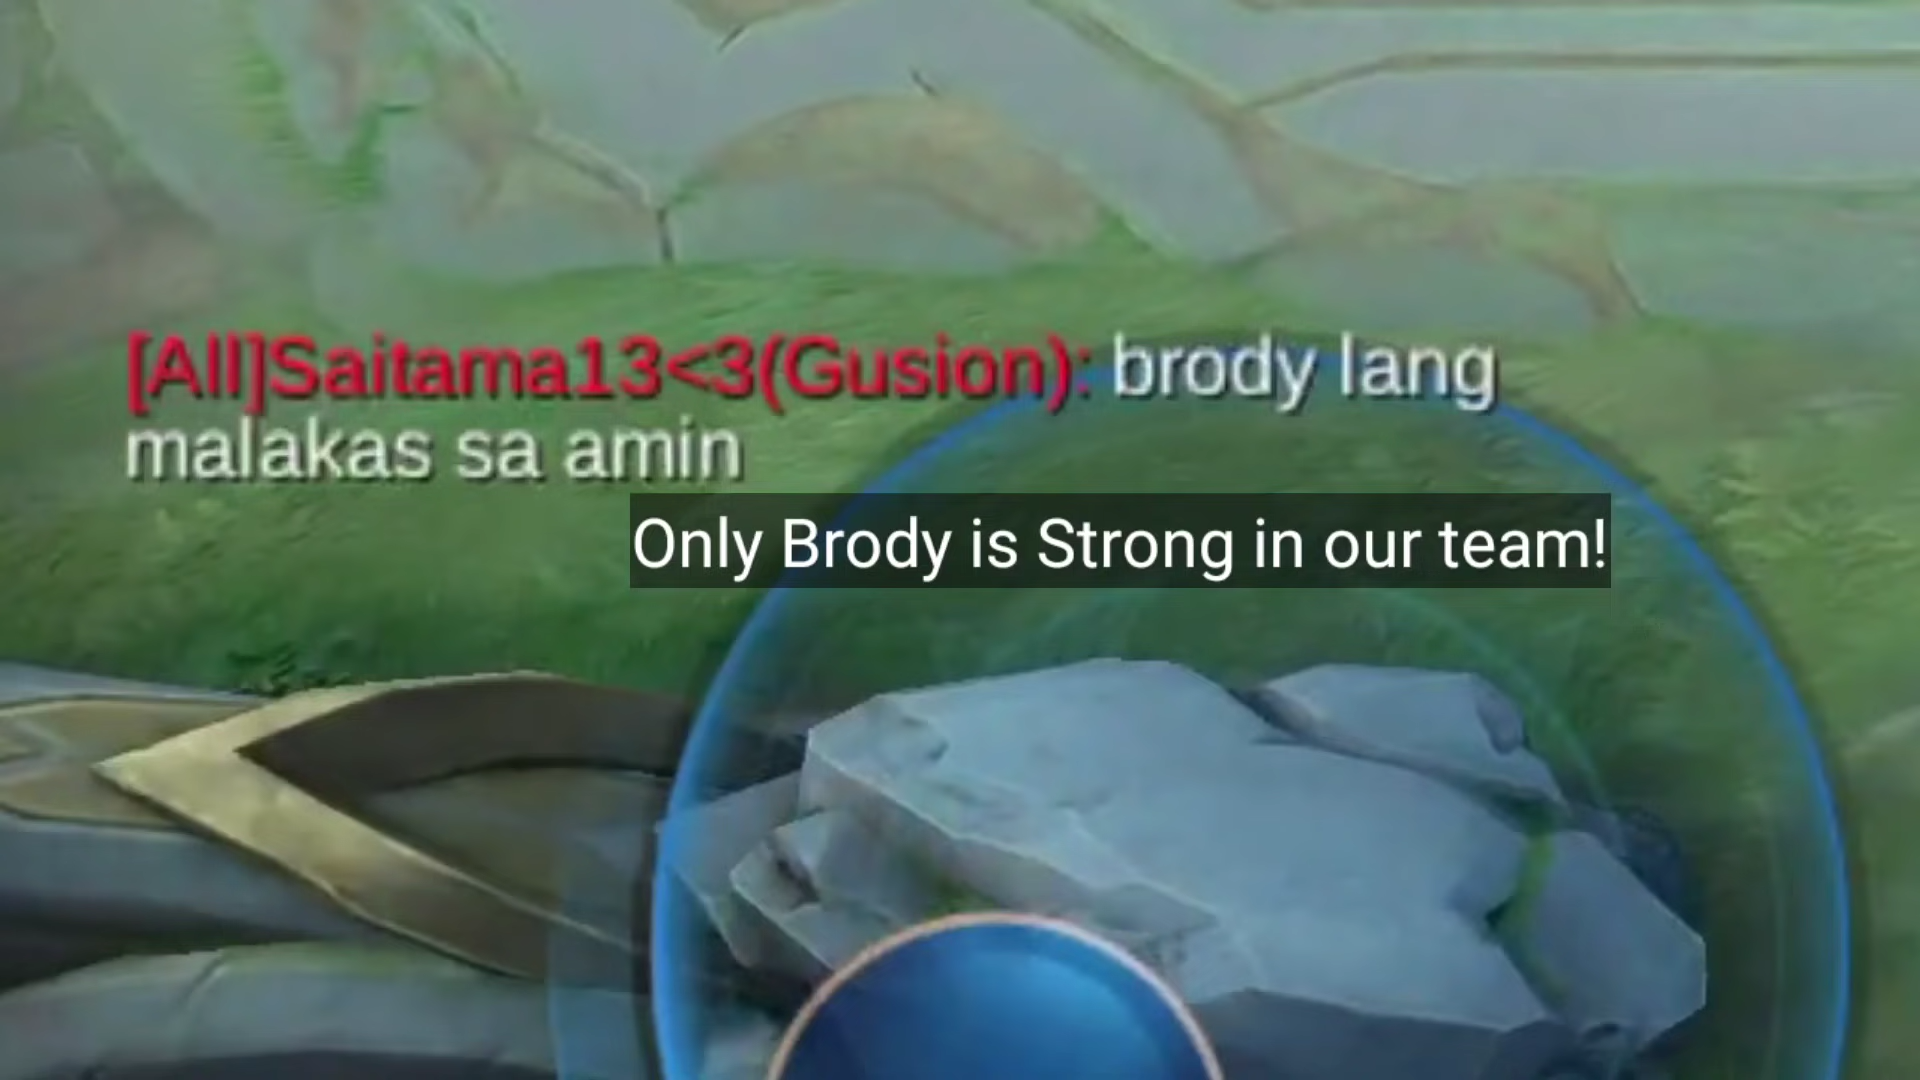 [All]Saitama13<3(Gusion): brody lang
malakas sa amin
Only Brody is Strong in our team!